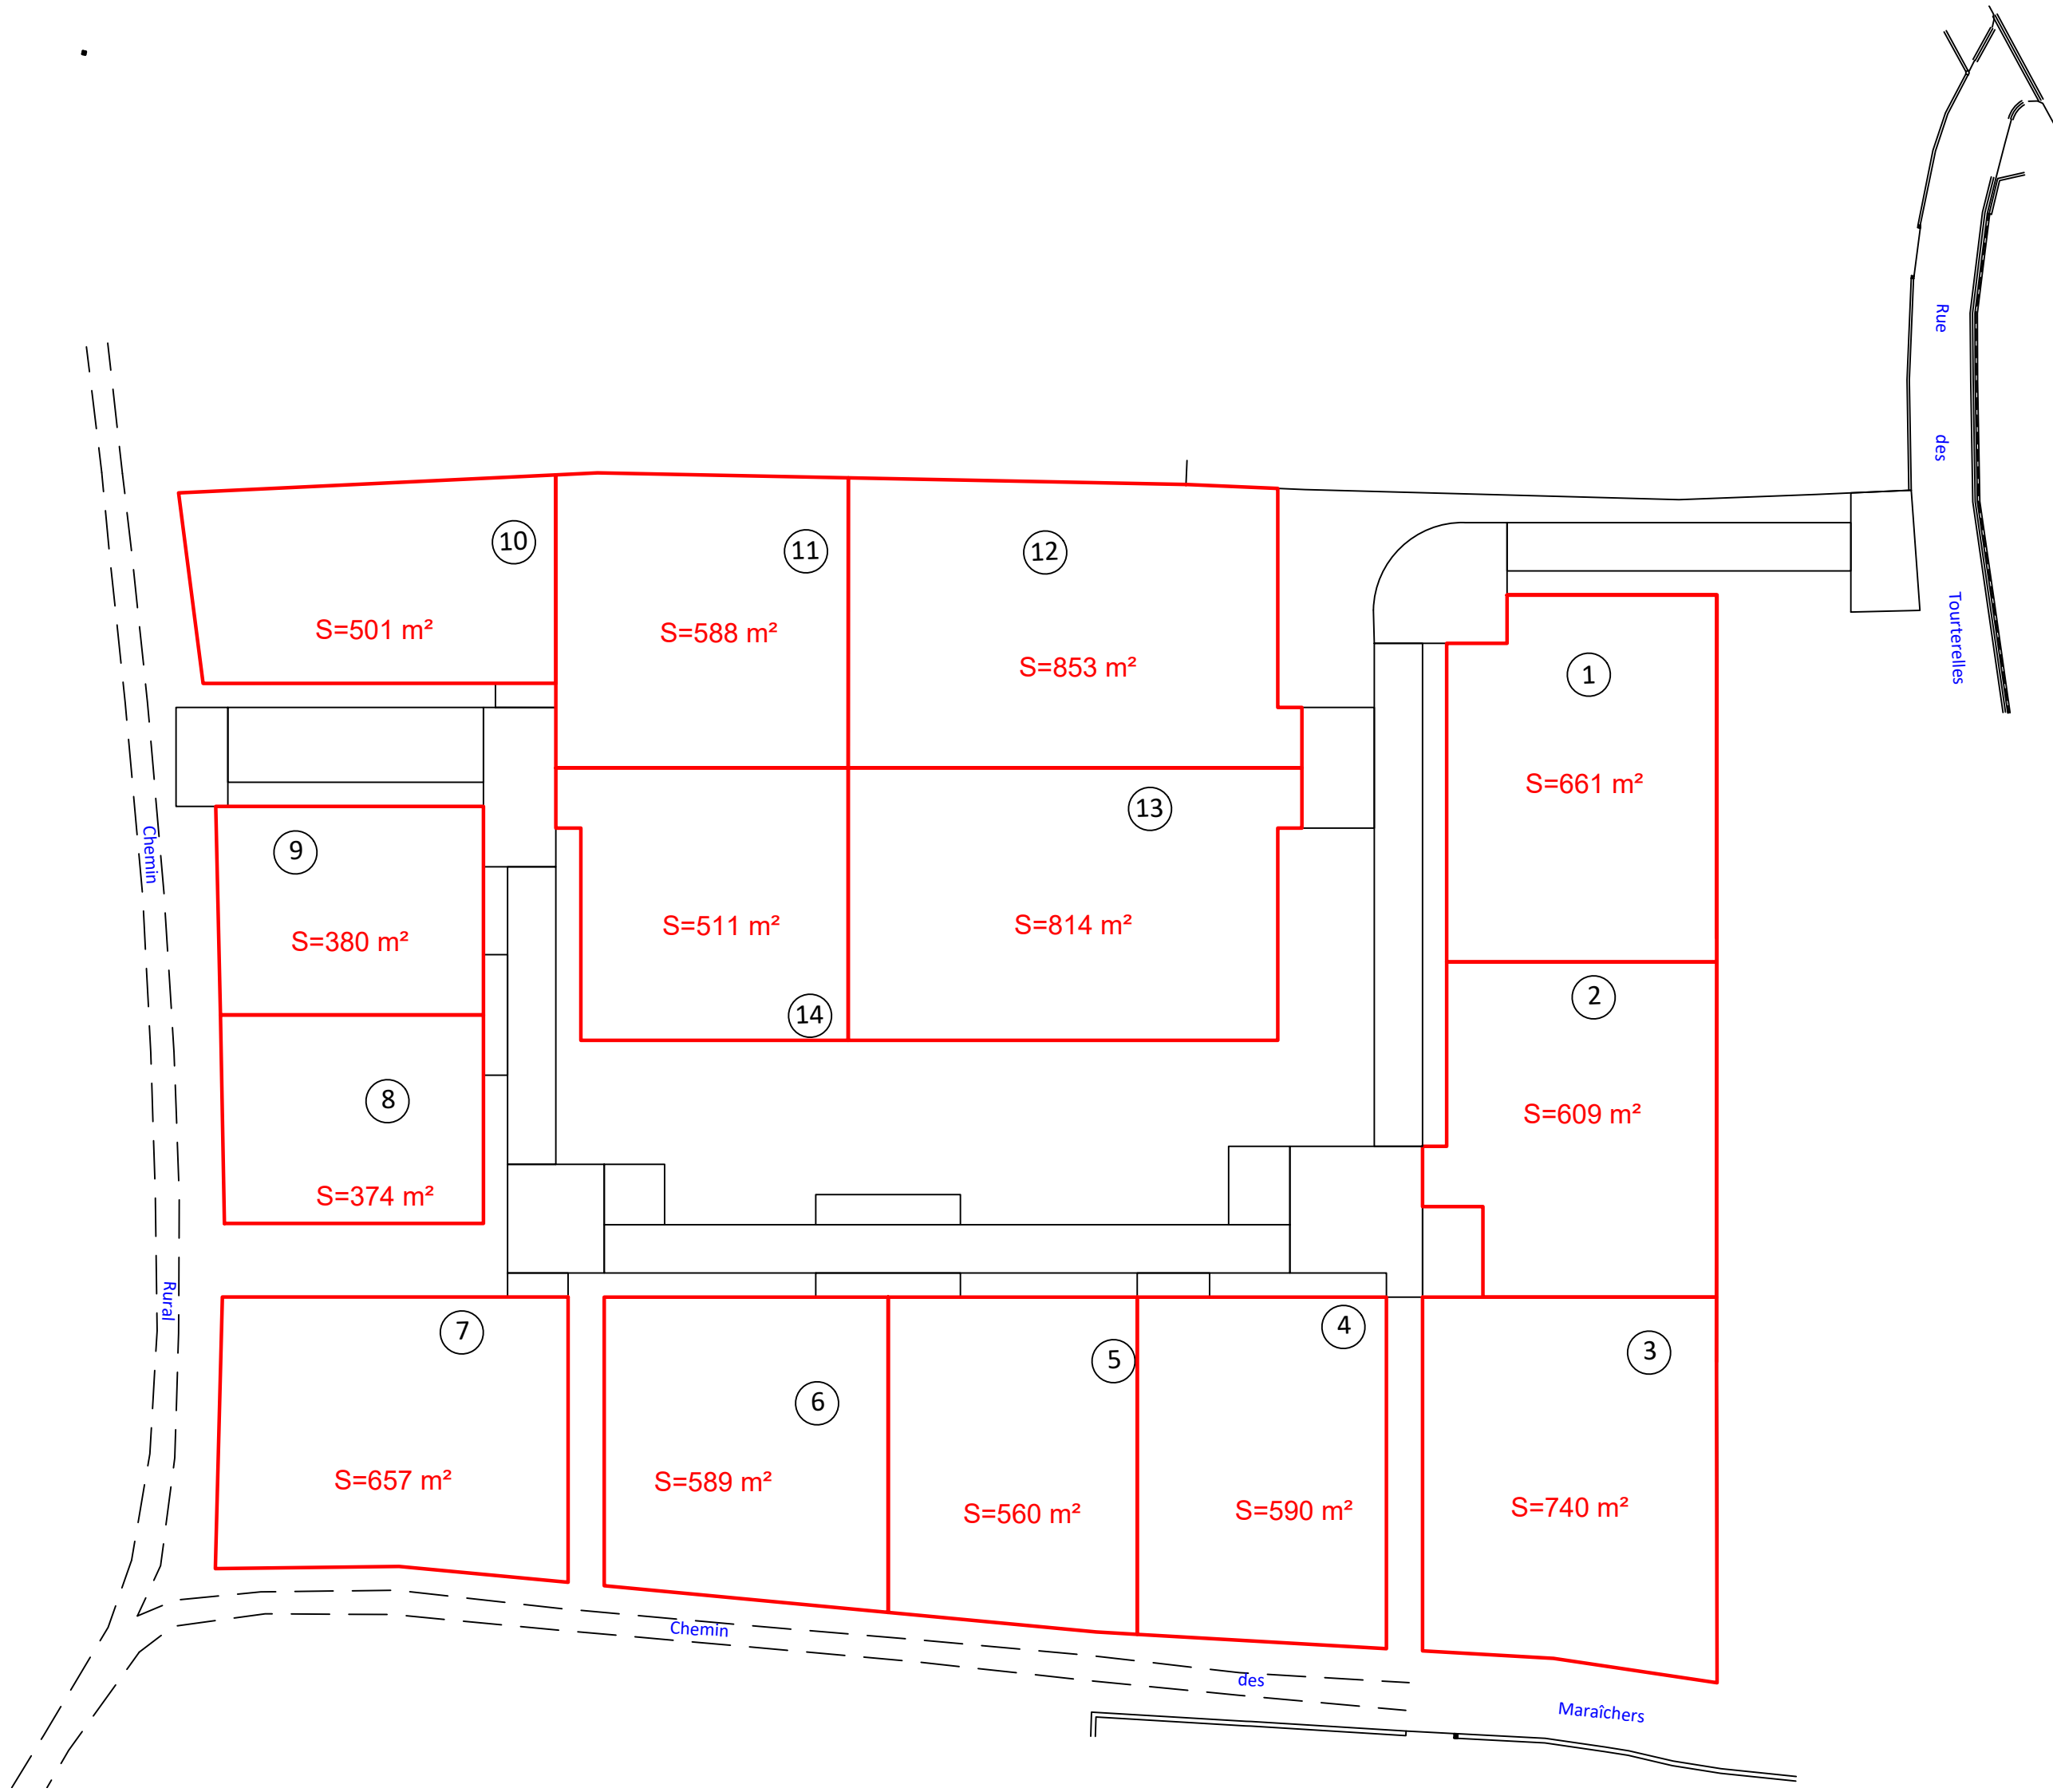 Rue
des
Tourterelles
10
11
12
S=501 m²
S=588 m²
S=853 m²
1
S=661 m²
13
9
Chemin
S=380 m²
S=511 m²
S=814 m²
14
2
8
S=609 m²
S=374 m²
Rural
7
4
3
5
6
S=657 m²
S=589 m²
S=560 m²
S=590 m²
S=740 m²
Chemin
des
Maraîchers